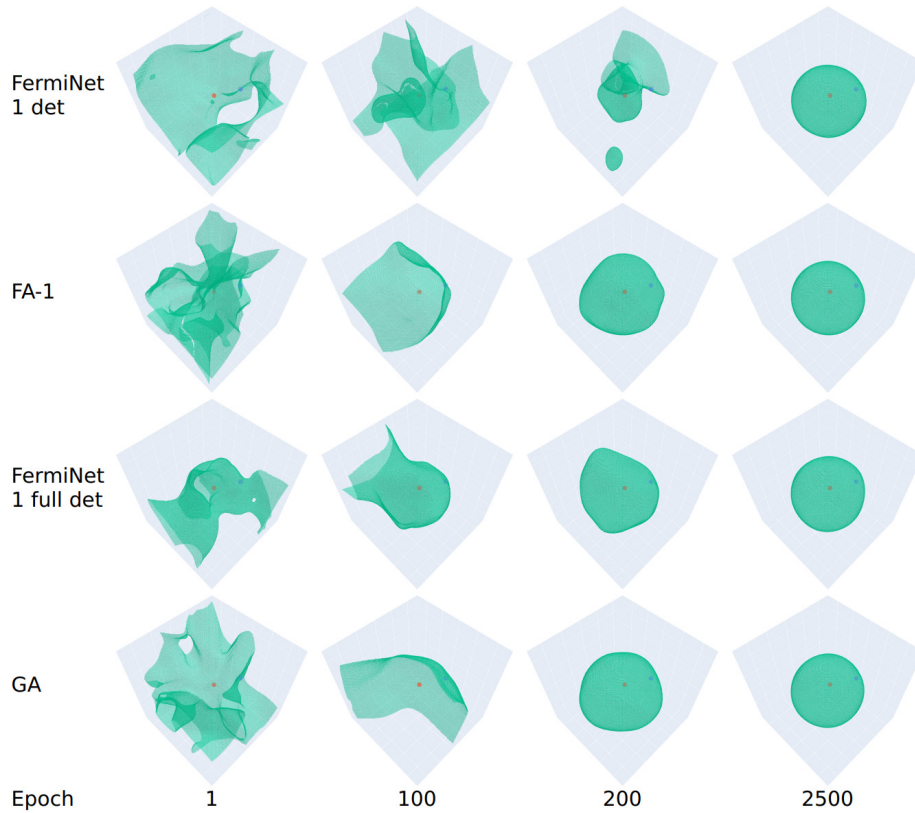 FermiNet
1 det
FA-1
FermiNet
1 full det
GA
Epoch 1 100 200 2500